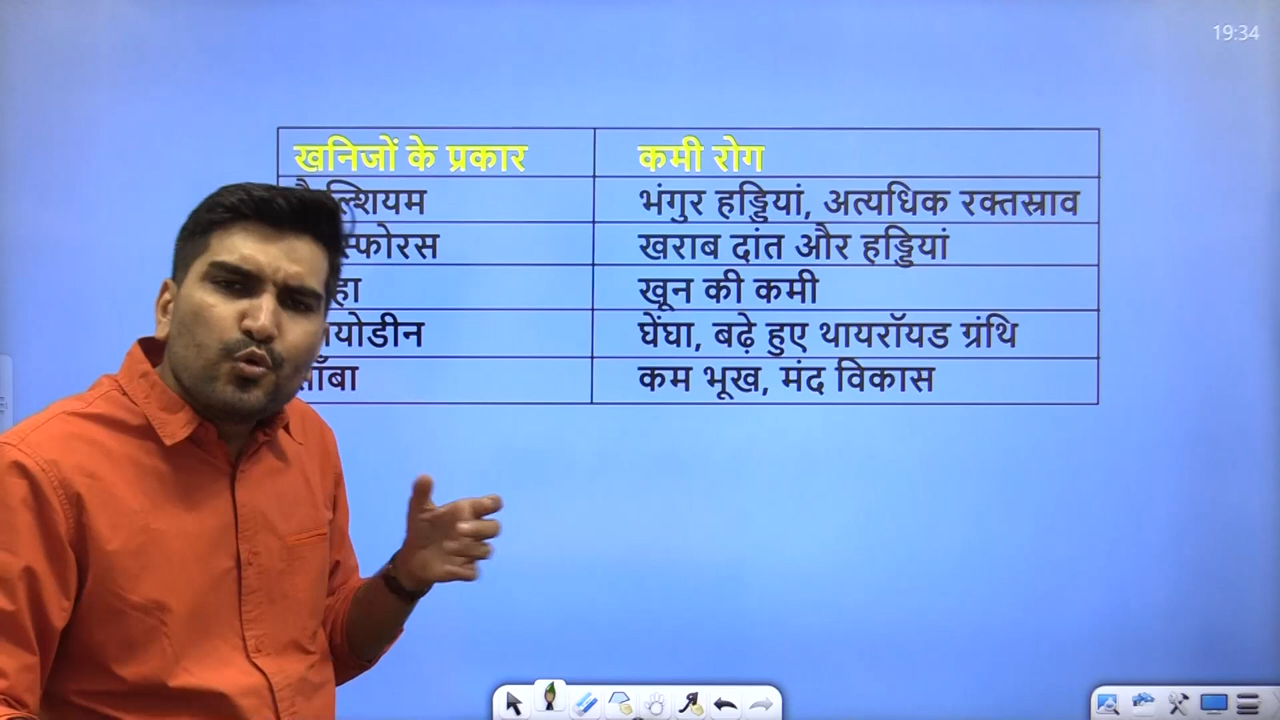 19:34
खनिजों के प्रकार कमी रोग
भंगुर हड्डियां, अत्यधिक रक्तस्राव
खराब दांत और हड्डियां
खून की कमी
घेंघा, बढ़े हुए थायरॉयड ग्रंथि
कम भूख, मंद विकास